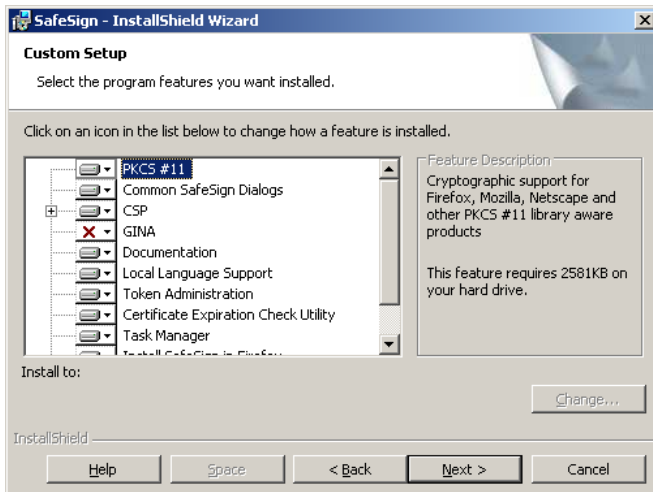 SafeSign - InstallShield Wizard
Custom Setup
Select the program features you want installed.
Click on an icon in the list below to change how a feature is installed.
PKCS #11
Common SafeSign Dialogs
CSP
GINA
Documentation
Local Language Support
Token Administration
Certificate Expiration Check Utility
Task Manager
Install SafeSign in Firefox
Feature Description
Cryptographic support for
Firefox, Mozilla, Netscape and
other PKCS #11 library aware
products
This feature requires 2581KB on
your hard drive.
Install to:
Change...
InstallShield
Help
Space
< Back
Next >
Cancel